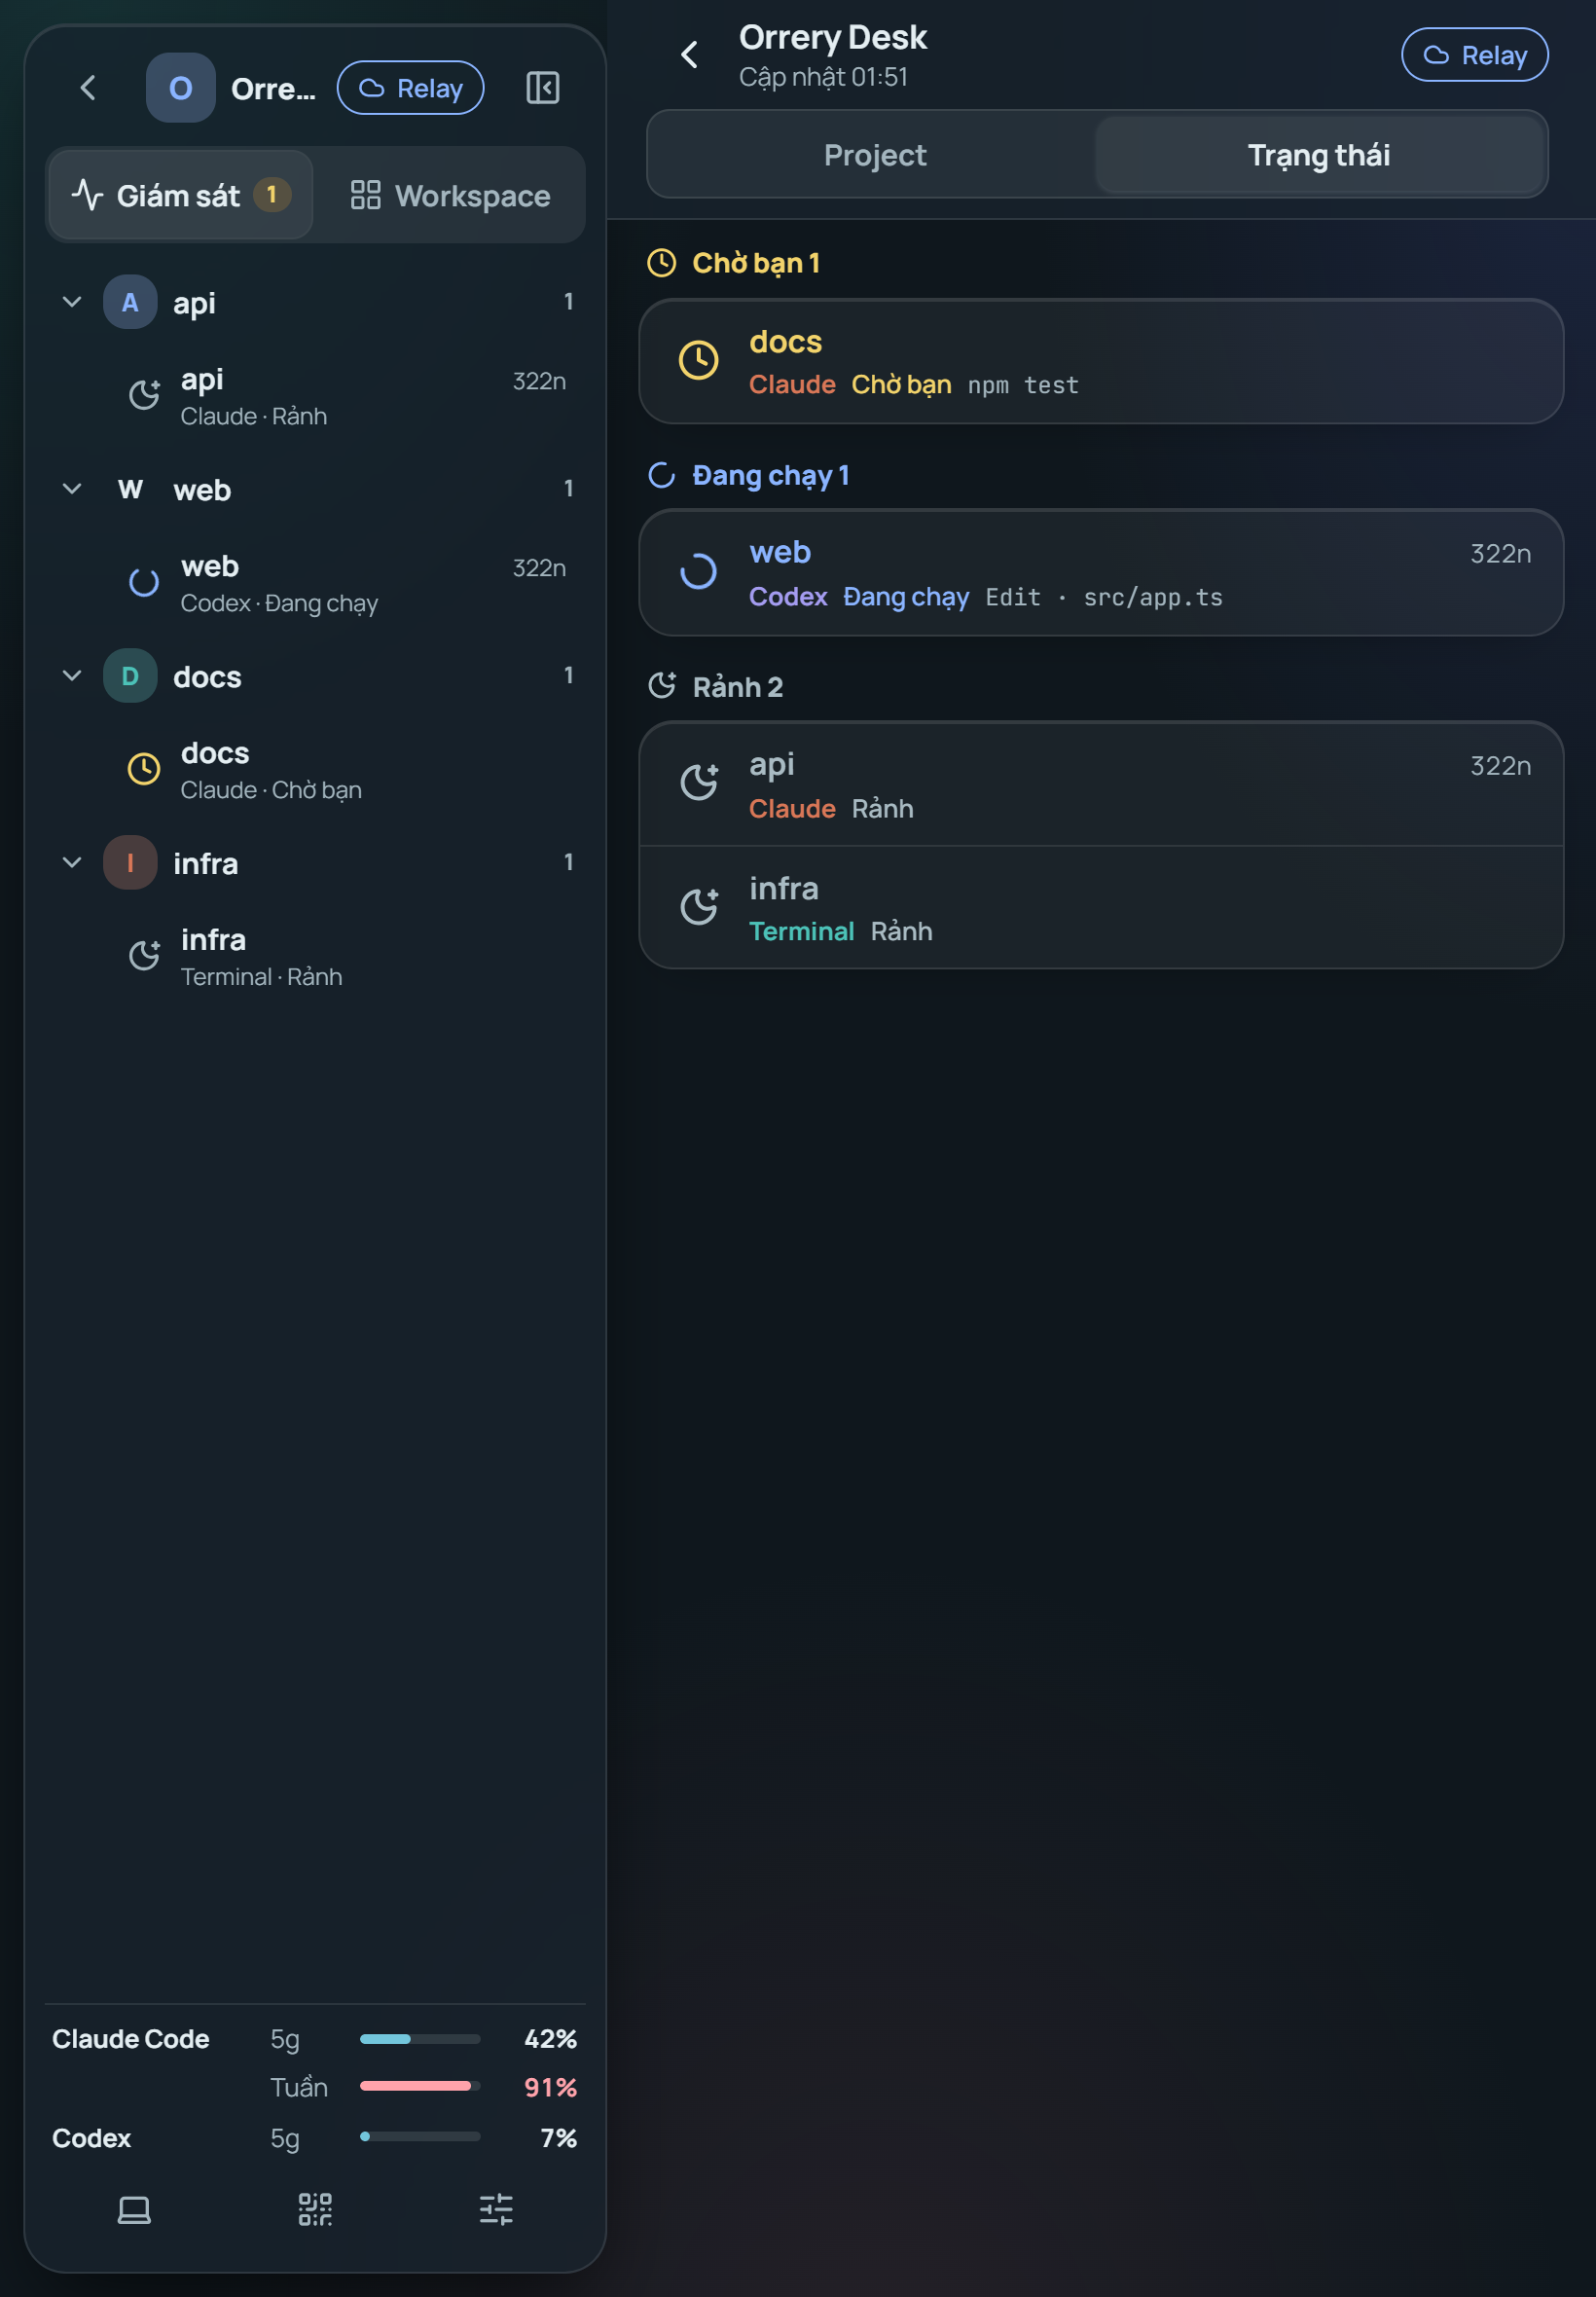 O Orre... Relay
Giám sát 1 Workspace
A api 1
api 322n
Claude · Rảnh
W web 1
web 322n
Codex · Đang chạy
D docs 1
docs
Claude · Chờ bạn
I infra 1
infra
Terminal · Rảnh
Claude Code 5g 42%
Tuần 91%
Codex 5g 7%
Orrery Desk
Cập nhật 01:51
Relay
Project Trạng thái
Chờ bạn 1
docs
Claude Chờ bạn npm test
Đang chạy 1
web 322n
Codex Đang chạy Edit · src/app.ts
Rảnh 2
api 322n
Claude Rảnh
infra
Terminal Rảnh